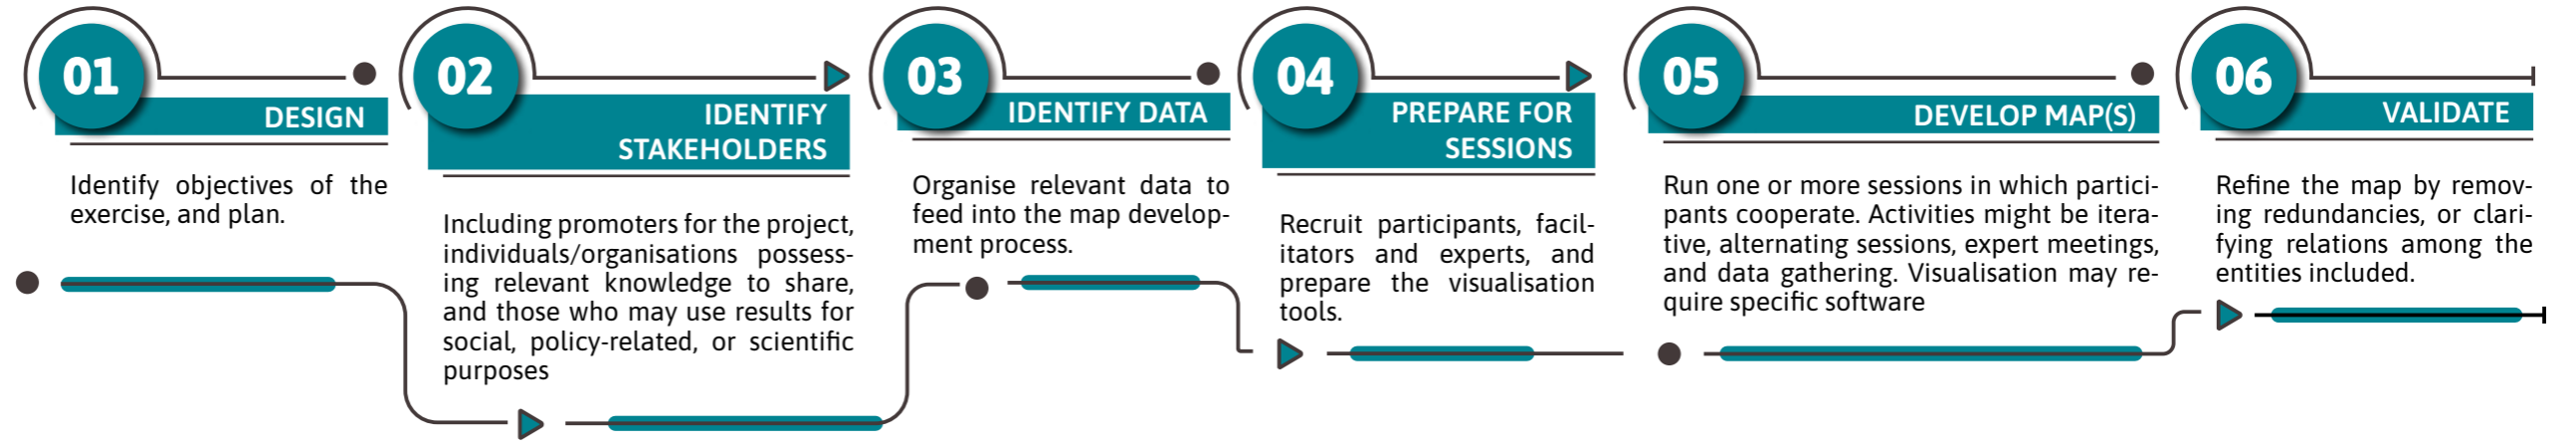 01
DESIGN
Identify objectives of the
exercise, and plan.
02
IDENTIFY
STAKEHOLDERS
Including promoters for the project,
individuals/organisations possess-
ing relevant knowledge to share,
and those who may use results for
social, policy-related, or scientific
purposes
03
IDENTIFY DATA
Organise relevant data to
feed into the map develop-
ment process.
04
PREPARE FOR
SESSIONS
Recruit participants, facil-
itators and experts, and
prepare the visualisation
tools.
05
DEVELOP MAP(S)
Run one or more sessions in which partici-
pants cooperate. Activities might be itera-
tive, alternating sessions, expert meetings,
and data gathering. Visualisation may re-
quire specific software
06
VALIDATE
Refine the map by remov-
ing redundancies, or clari-
fying relations among the
entities included.